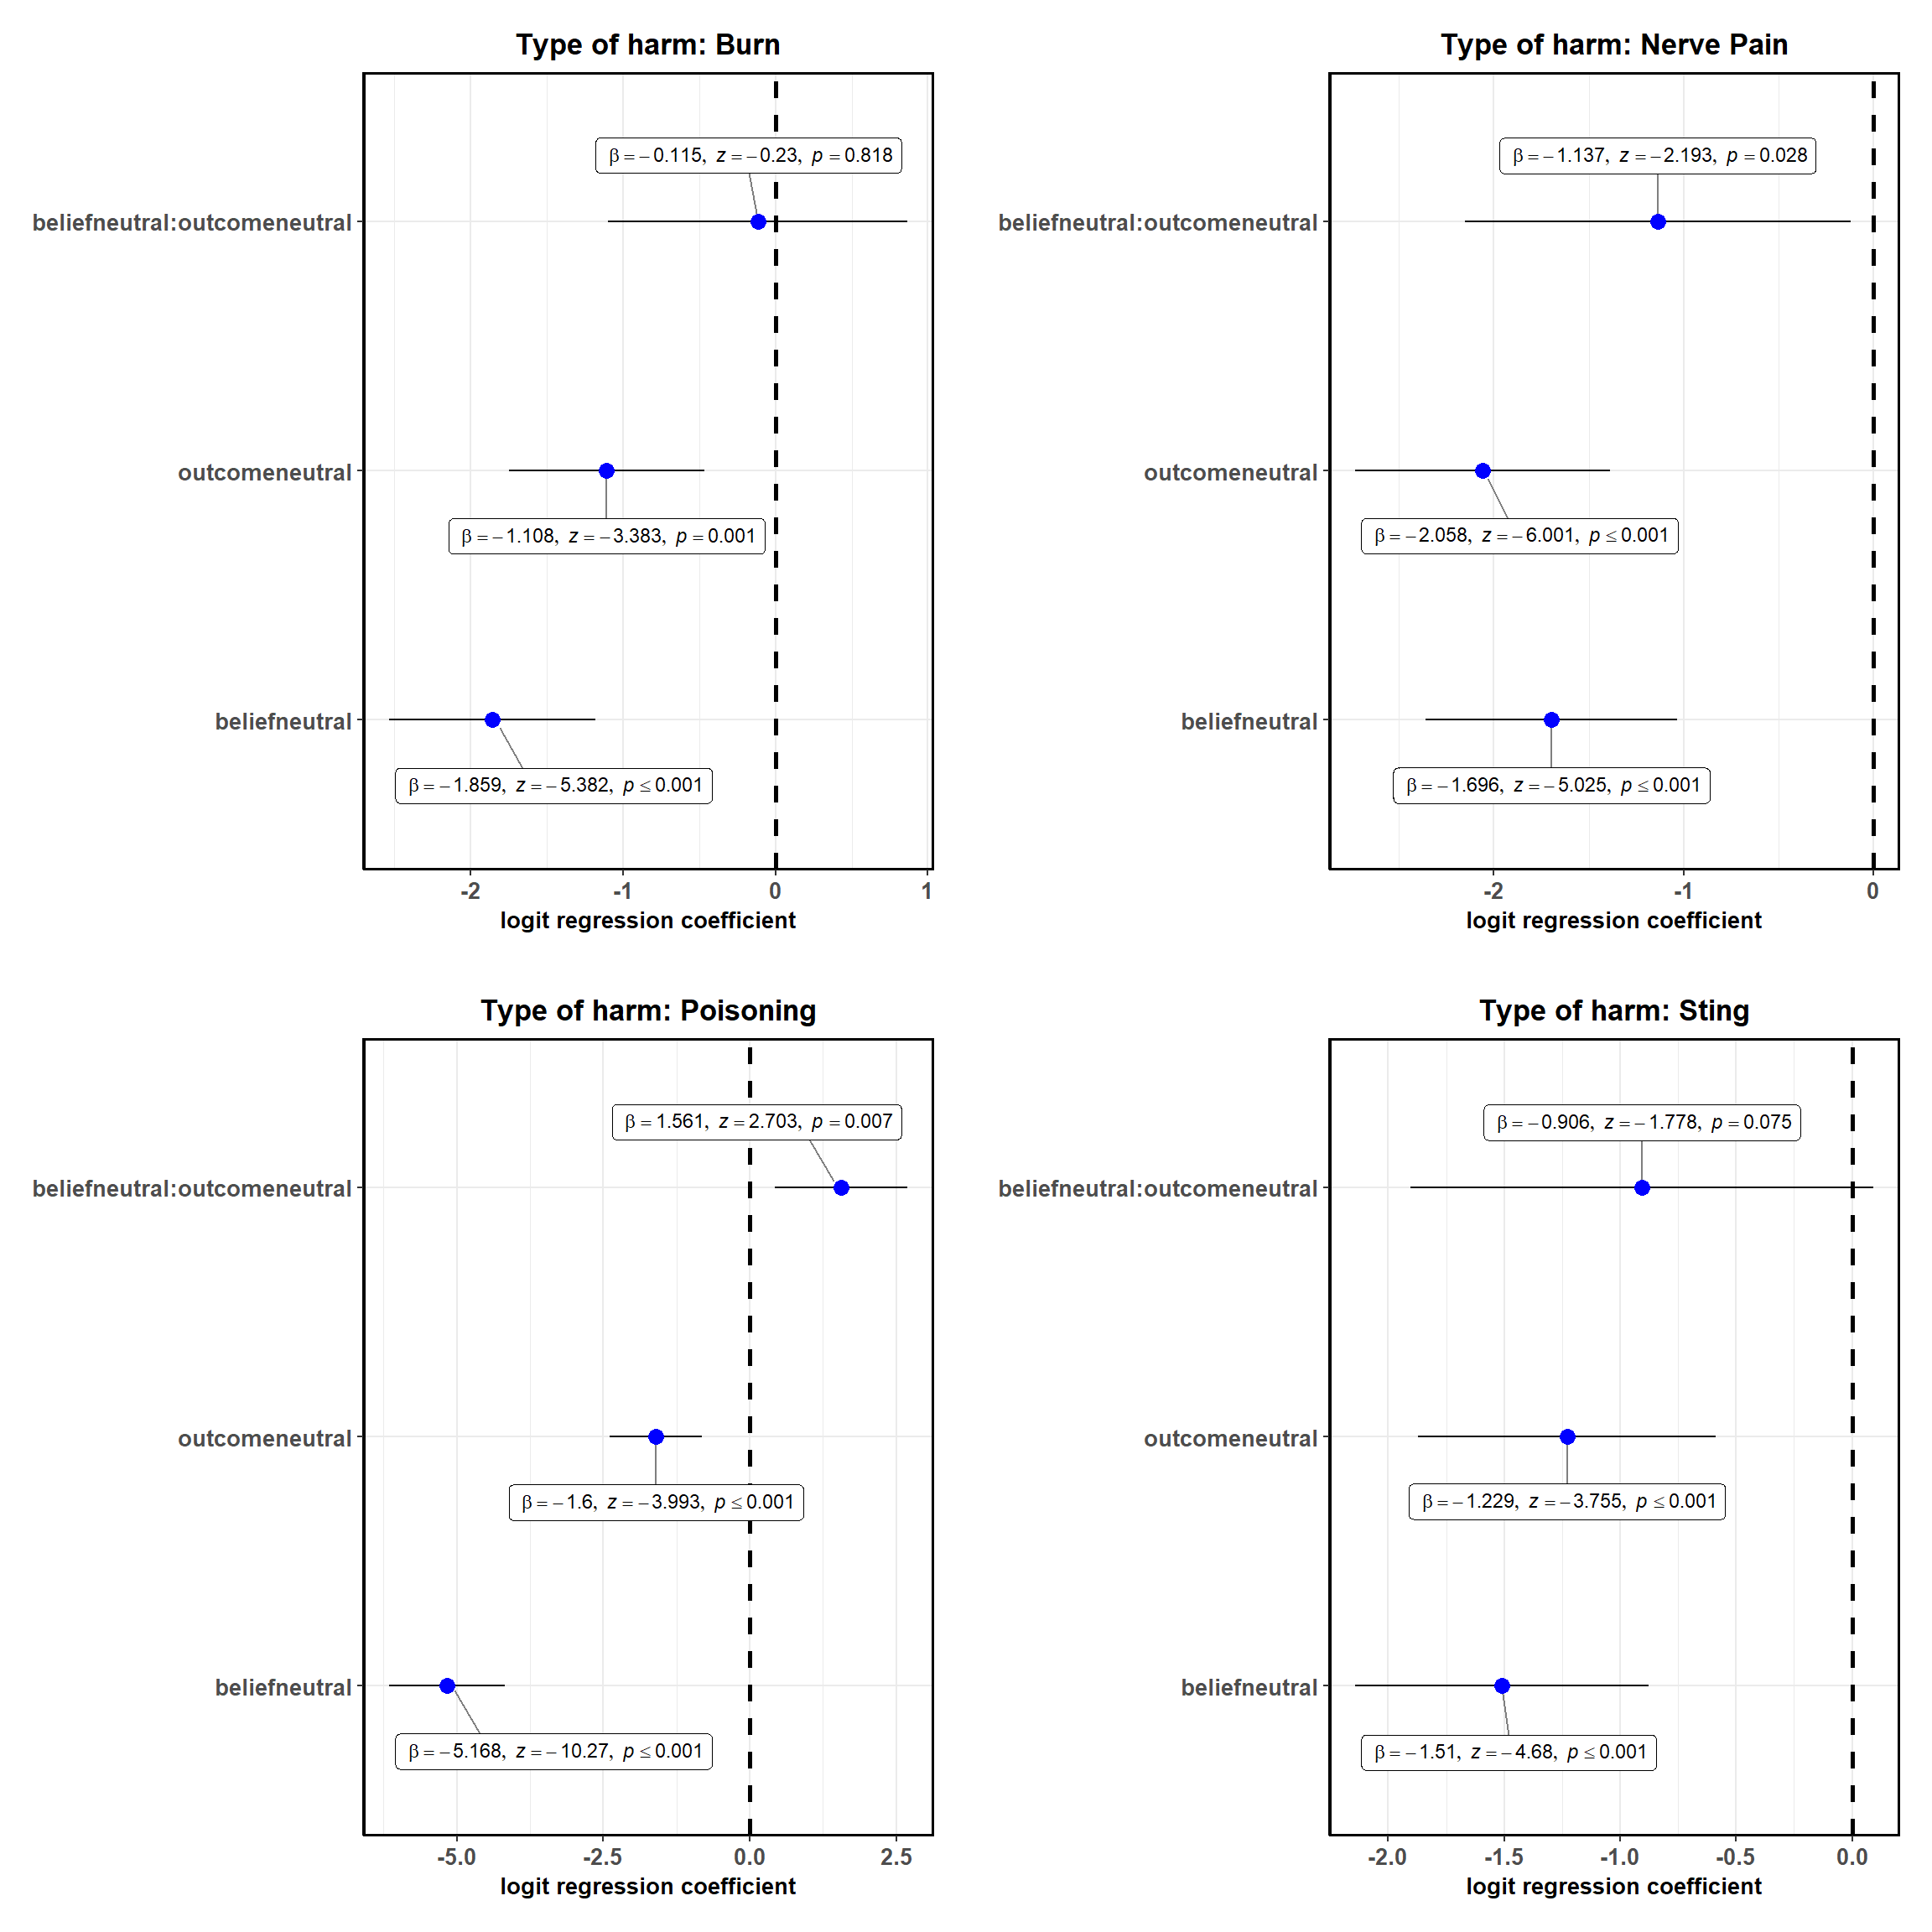 Type of harm: Burn
β = −0.115, z = −0.23, p = 0.818
beliefneutral:outcomeneutral
outcomeneutral
β = −1.108, z = −3.383, p = 0.001
beliefneutral
β = −1.859, z = −5.382, p ≤ 0.001
-2 -1 0 1
logit regression coefficient
Type of harm: Nerve Pain
β = −1.137, z = −2.193, p = 0.028
beliefneutral:outcomeneutral
outcomeneutral
β = −2.058, z = −6.001, p ≤ 0.001
beliefneutral
β = −1.696, z = −5.025, p ≤ 0.001
-2 -1 0
logit regression coefficient
Type of harm: Poisoning
β = 1.561, z = 2.703, p = 0.007
beliefneutral:outcomeneutral
outcomeneutral
β = −1.6, z = −3.993, p ≤ 0.001
beliefneutral
β = −5.168, z = −10.27, p ≤ 0.001
-5.0 -2.5 0.0 2.5
logit regression coefficient
Type of harm: Sting
β = −0.906, z = −1.778, p = 0.075
beliefneutral:outcomeneutral
outcomeneutral
β = −1.229, z = −3.755, p ≤ 0.001
beliefneutral
β = −1.51, z = −4.68, p ≤ 0.001
-2.0 -1.5 -1.0 -0.5 0.0
logit regression coefficient